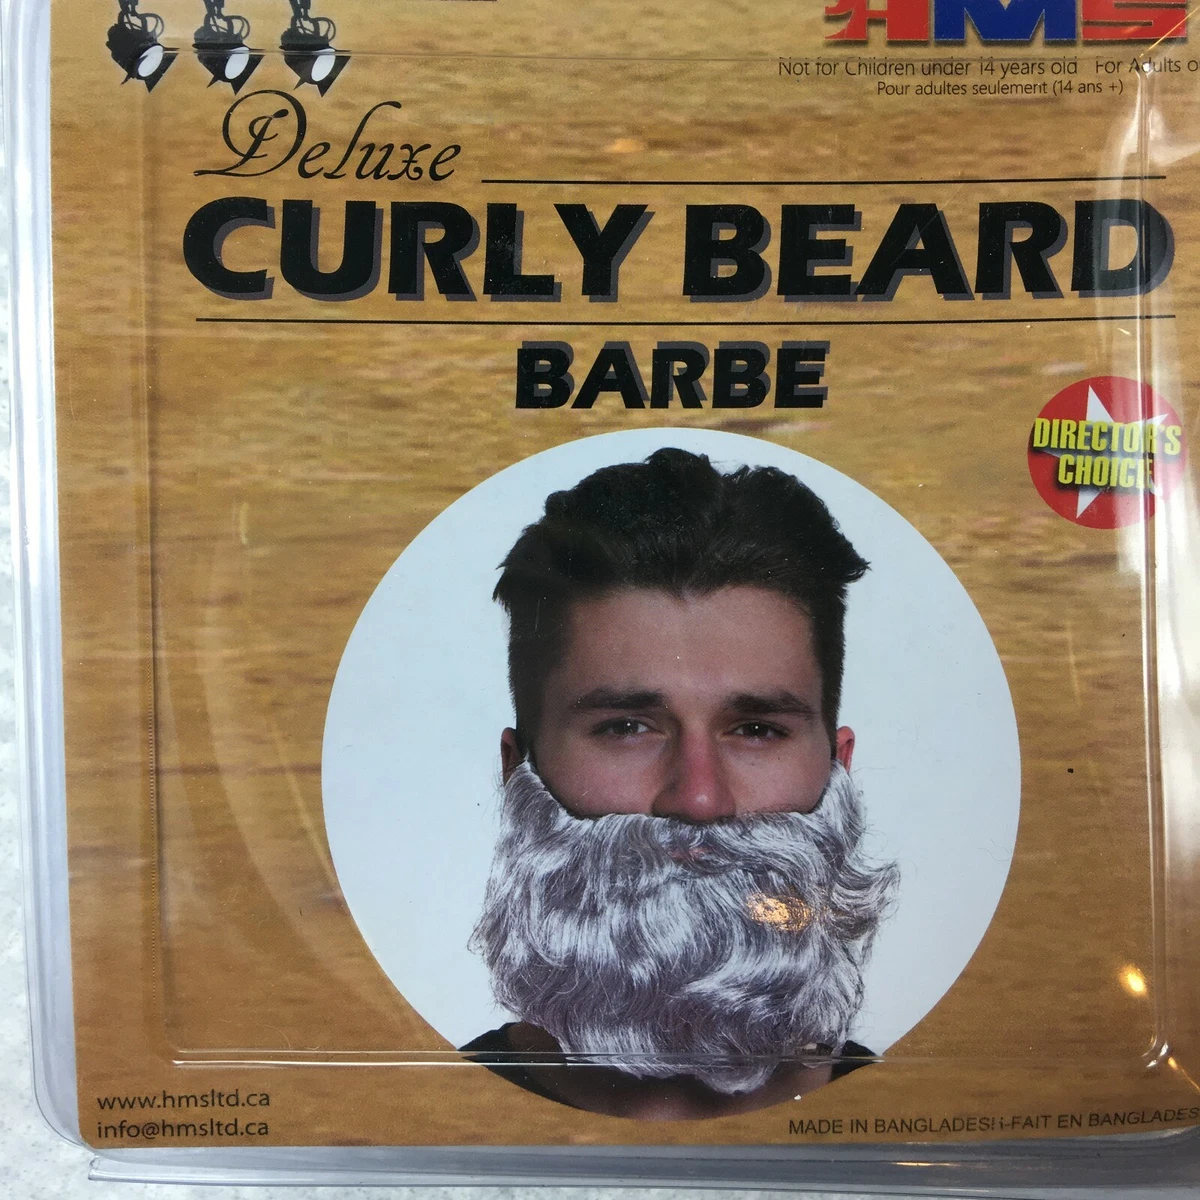 HMS
Not for Children under 14 years old For Adults
Pour adultes seulement (14 ans +)
Deluxe
CURLY BEARD
BARBE
DIRECTOR'S
CHOICE
www.hmsltd.ca
info@hmsltd.ca
MADE IN BANGLADESH-FAIT EN BANGLADES